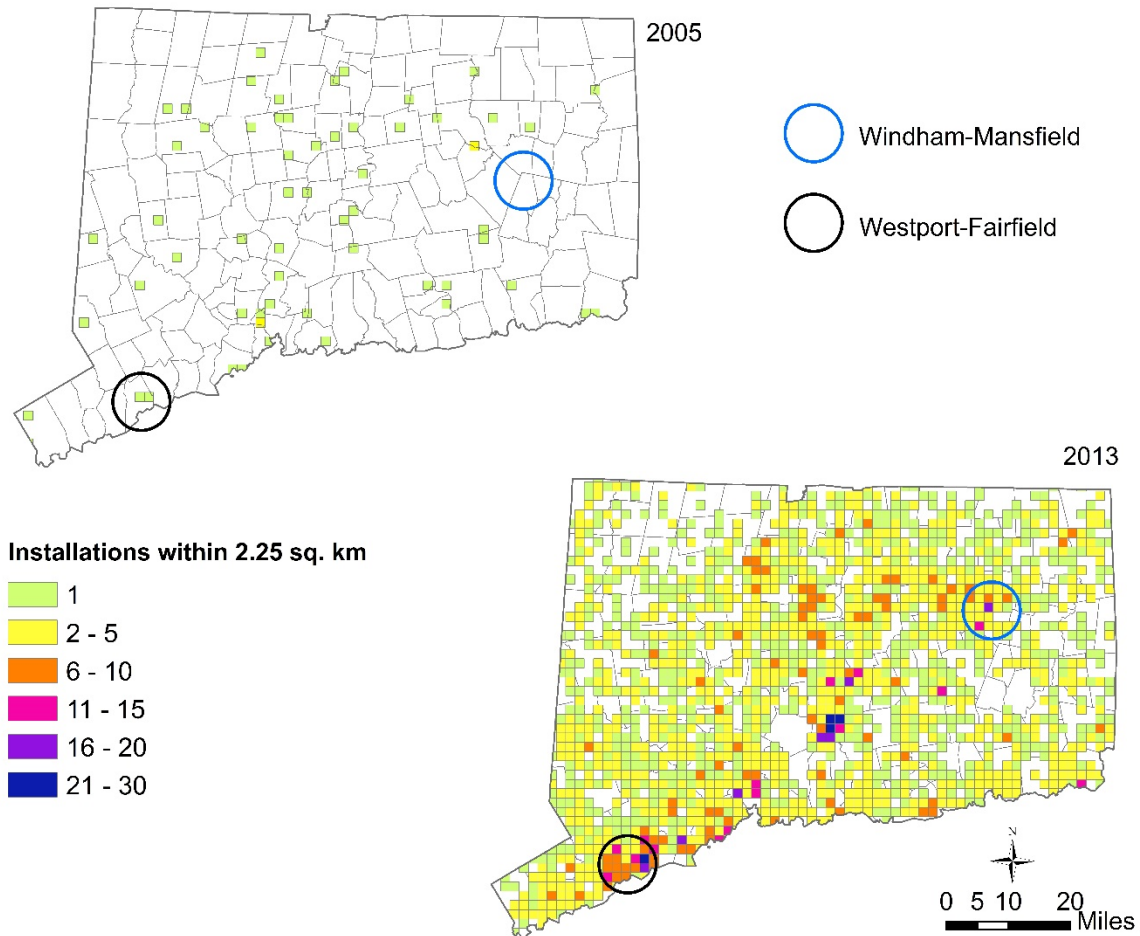 2005
Windham-Mansfield
Westport-Fairfield
2013
Installations within 2.25 sq. km
1
2 - 5
6 - 10
11 - 15
16 - 20
21 - 30
N
0 5 10 20
Miles